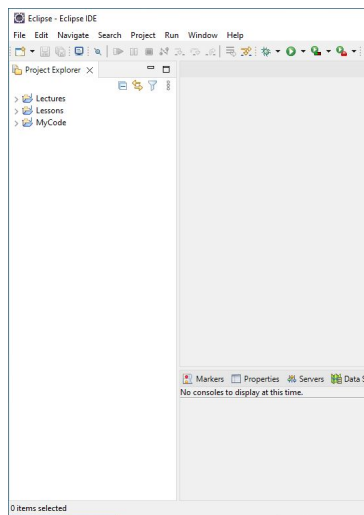 Eclipse - Eclipse IDE
File Edit Navigate Search Project Run Window Help
Project Explorer
Lectures
Lessons
MyCode
Markers Properties Servers Data S
No consoles to display at this time.
0 items selected